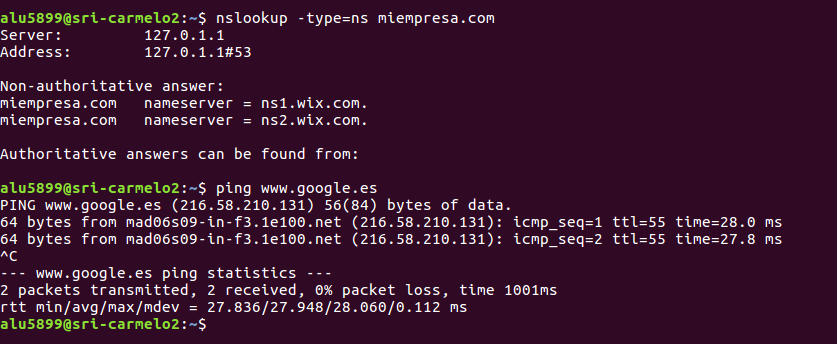 alu5899@sri-carmelo2:~$ nslookup -type=ns miempresa.com
Server:         127.0.1.1
Address:        127.0.1.1#53

Non-authoritative answer:
miempresa.com   nameserver = ns1.wix.com.
miempresa.com   nameserver = ns2.wix.com.

Authoritative answers can be found from:

alu5899@sri-carmelo2:~$ ping www.google.es
PING www.google.es (216.58.210.131) 56(84) bytes of data.
64 bytes from mad06s09-in-f3.1e100.net (216.58.210.131): icmp_seq=1 ttl=55 time=28.0 ms
64 bytes from mad06s09-in-f3.1e100.net (216.58.210.131): icmp_seq=2 ttl=55 time=27.8 ms
^C
--- www.google.es ping statistics ---
2 packets transmitted, 2 received, 0% packet loss, time 1001ms
rtt min/avg/max/mdev = 27.836/27.948/28.060/0.112 ms
alu5899@sri-carmelo2:~$